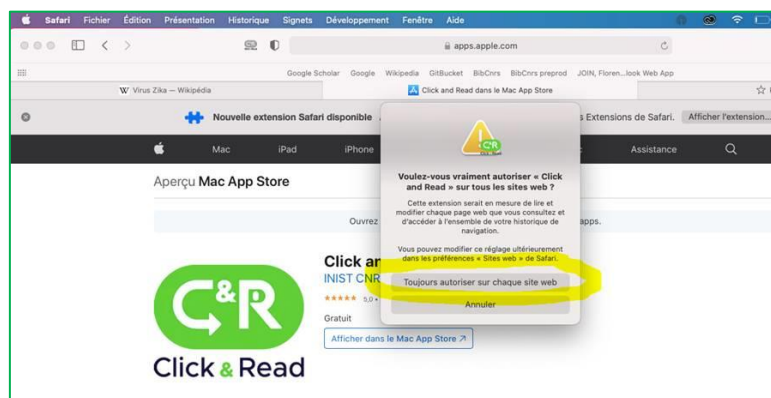 Safari Fichier Édition Présentation Historique Signets Développement Fenêtre Aide
apps.apple.com
Google Scholar Google Wikipedia GitBucket BibCnrs BibCnrs preprod JOIN, Floren...look Web App
W Virus Zika — Wikipédia
Click and Read dans le Mac App Store
Nouvelle extension Safari disponible
s Extensions de Safari.
Afficher l'extension...
Mac iPad iPhone Assistance
Aperçu Mac App Store
Ouvrez
apps.
C&R
Click and Read
Voulez-vous vraiment autoriser « Click
and Read » sur tous les sites web ?
Cette extension serait en mesure de lire et
modifier chaque page web que vous consultez et
d'accéder à l'ensemble de votre historique de
navigation.
Vous pouvez modifier ce réglage ultérieurement
dans les préférences « Sites web » de Safari.
Toujours autoriser sur chaque site web
Annuler
C&R
Click & Read
Click an
INIST CNR
★★★★★ 5,0 •
Gratuit
Afficher dans le Mac App Store ↗